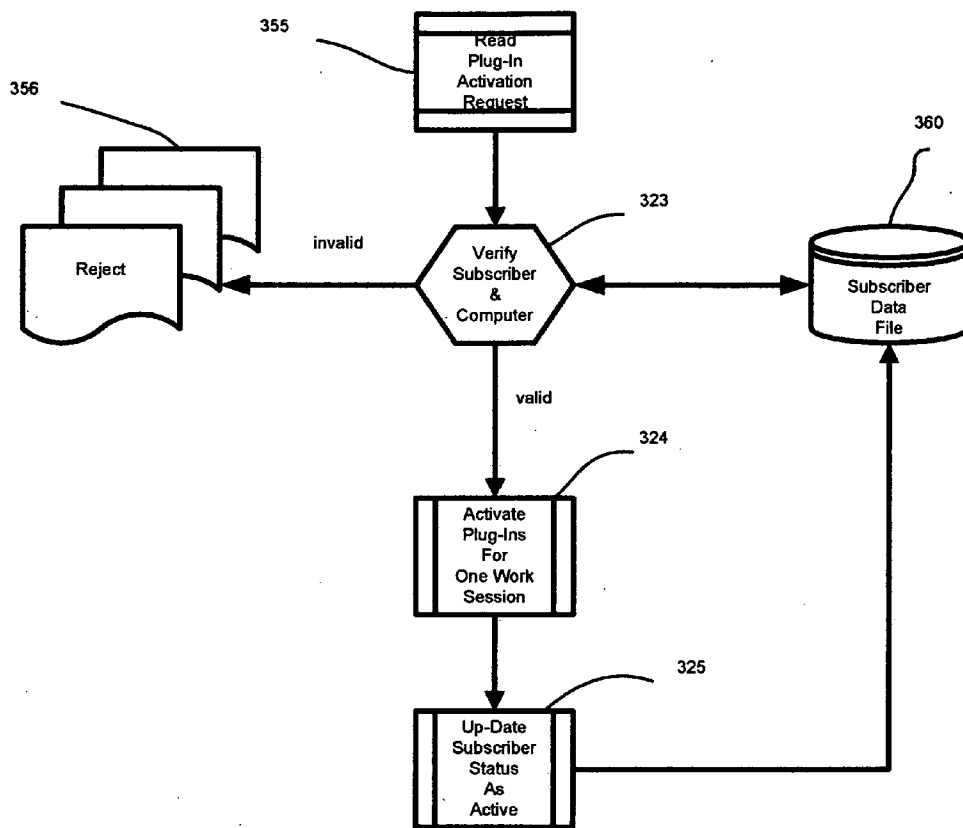 355
Read
Plug-In
Activation
Request
356
360
323
invalid
Reject
Verify
Subscriber
&
Computer
Subscriber
Data
File
valid
324
Activate
Plug-Ins
For
One Work
Session
325
Up-Date
Subscriber
Status
As
Active